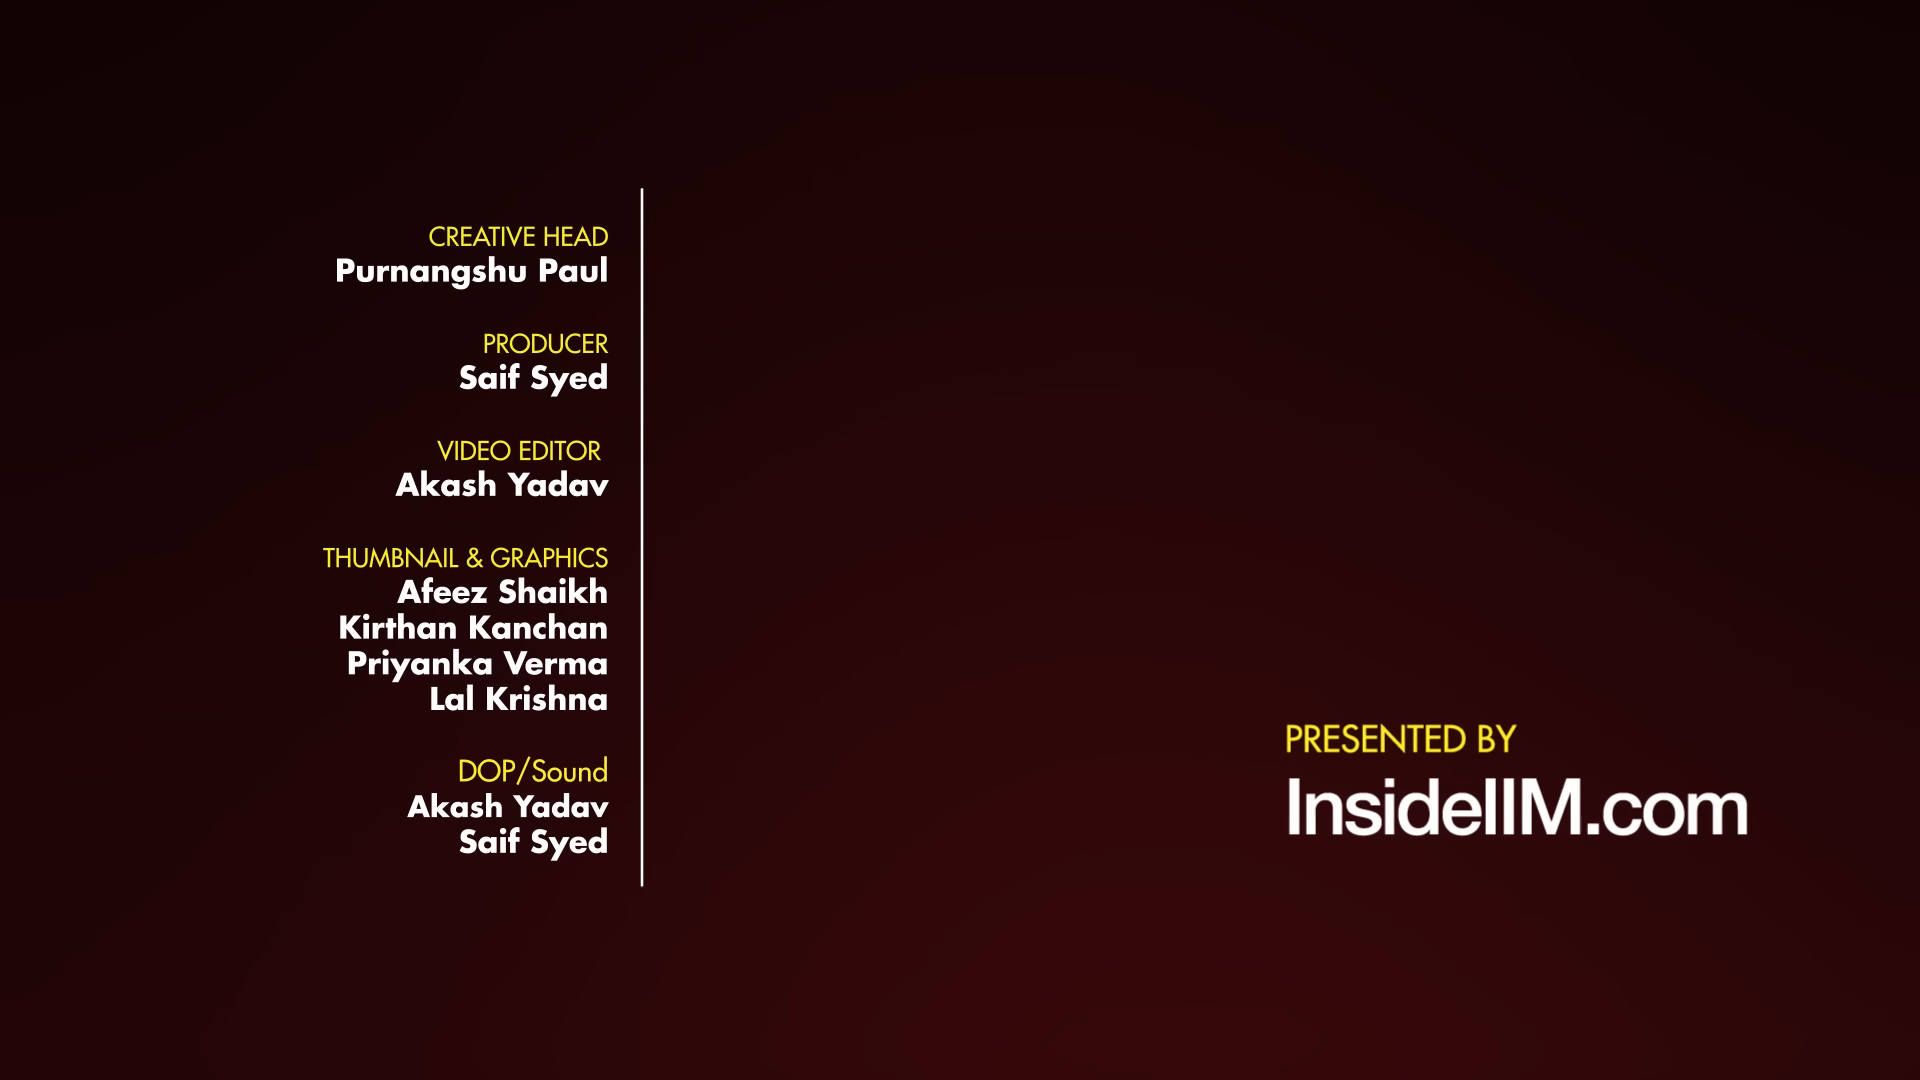 CREATIVE HEAD
Purnangshu Paul
PRODUCER
Saif Syed
VIDEO EDITOR
Akash Yadav
THUMBNAIL & GRAPHICS
Afeez Shaikh
Kirthan Kanchan
Priyanka Verma
Lal Krishna
DOP/Sound
Akash Yadav
Saif Syed
PRESENTED BY
InsideIIM.com